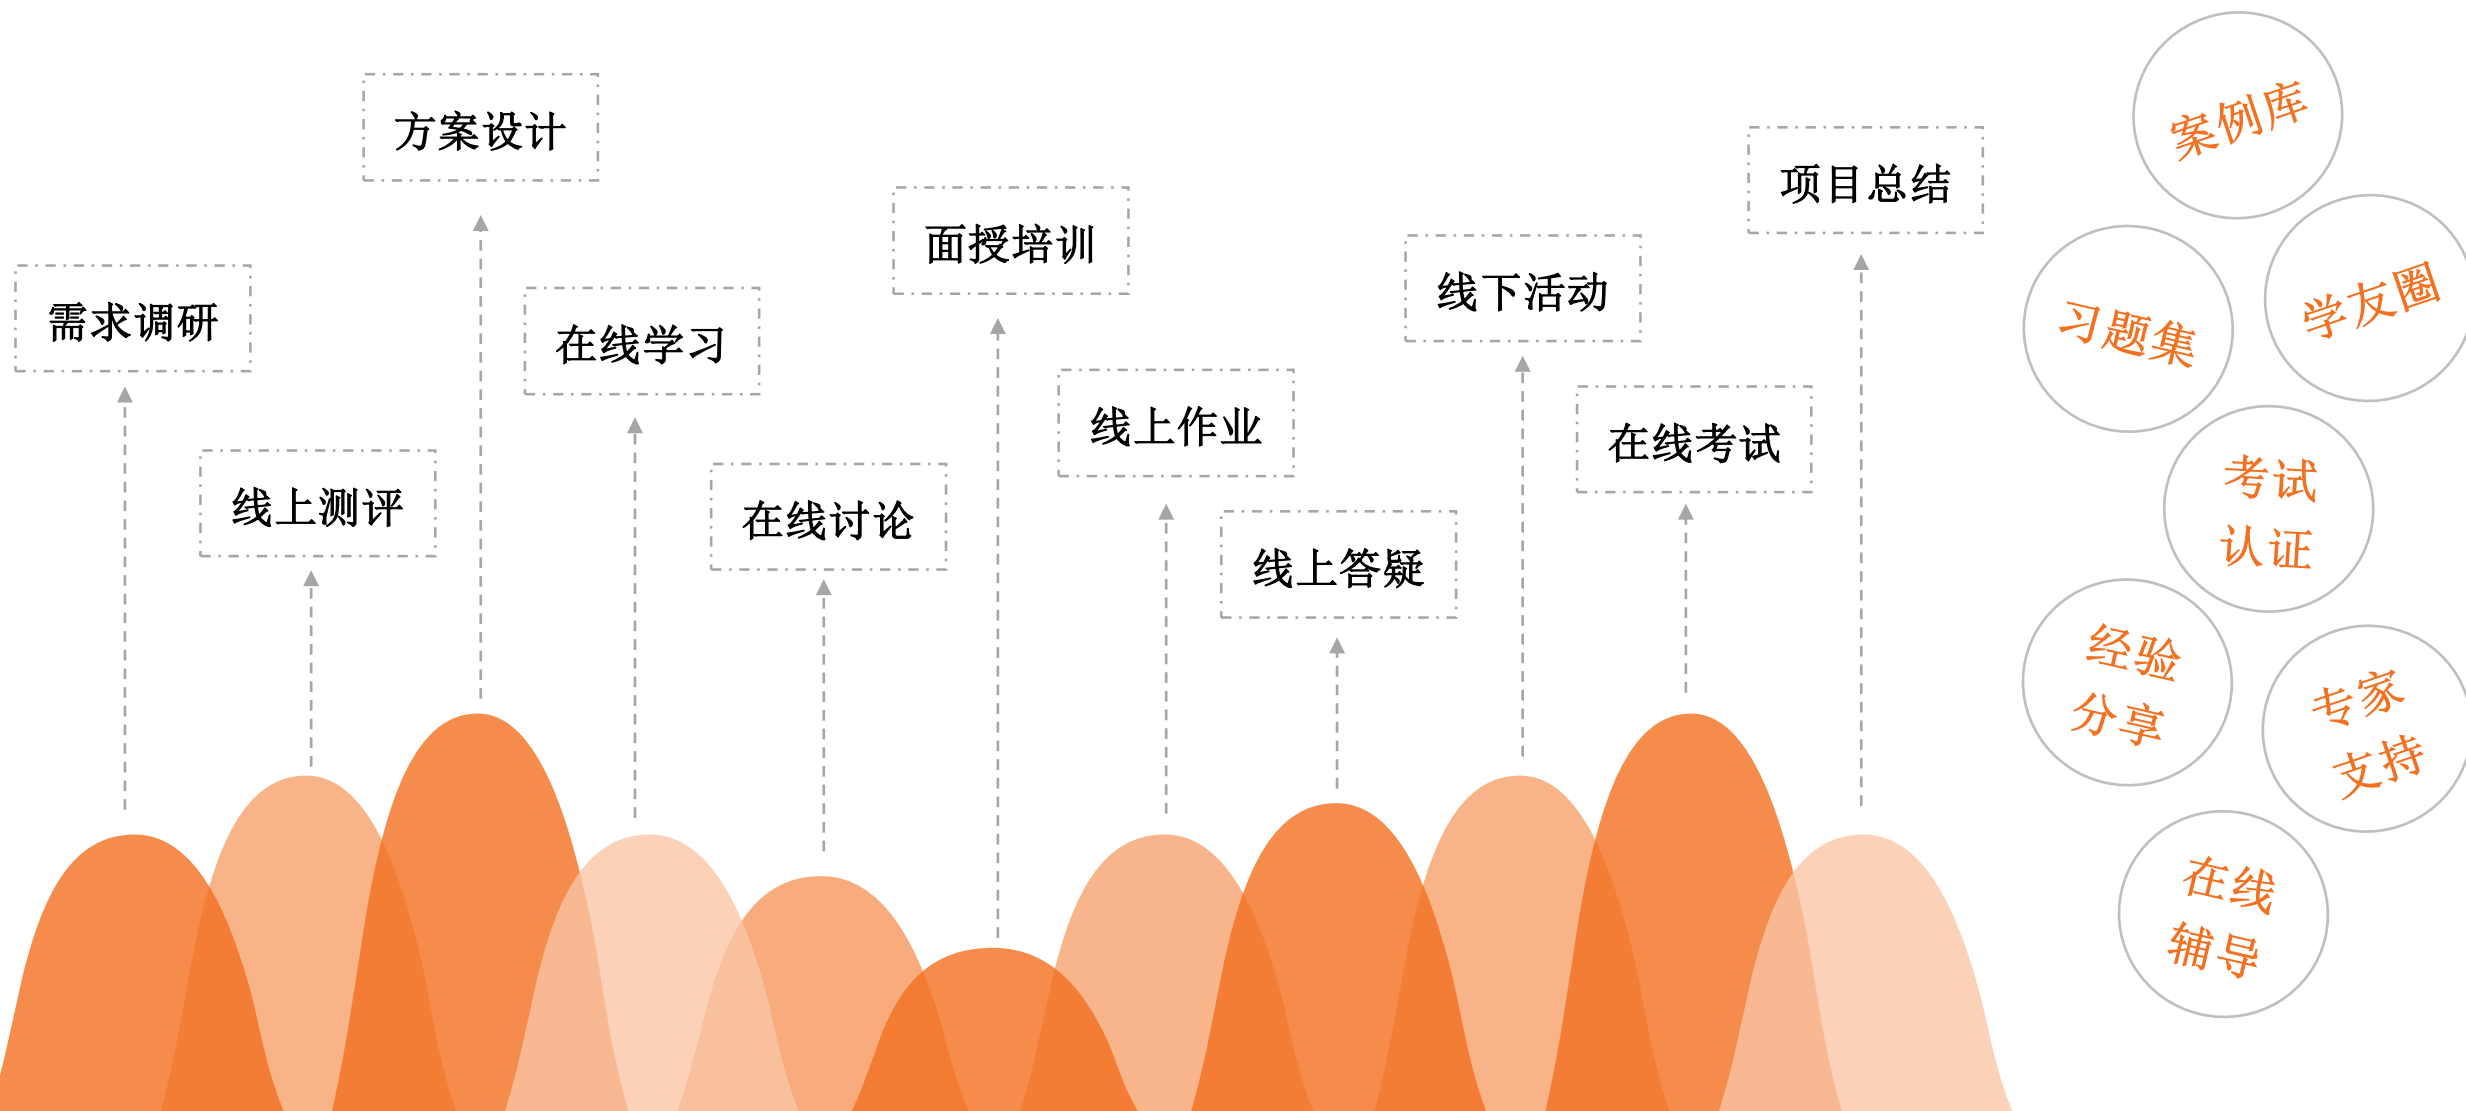 需求调研
线上测评
方案设计
在线学习
在线讨论
面授培训
线上作业
线上答疑
线下活动
在线考试
项目总结
案例库
学友圈
习题集
考试
认证
经验
分享
专家
支持
在线
辅导